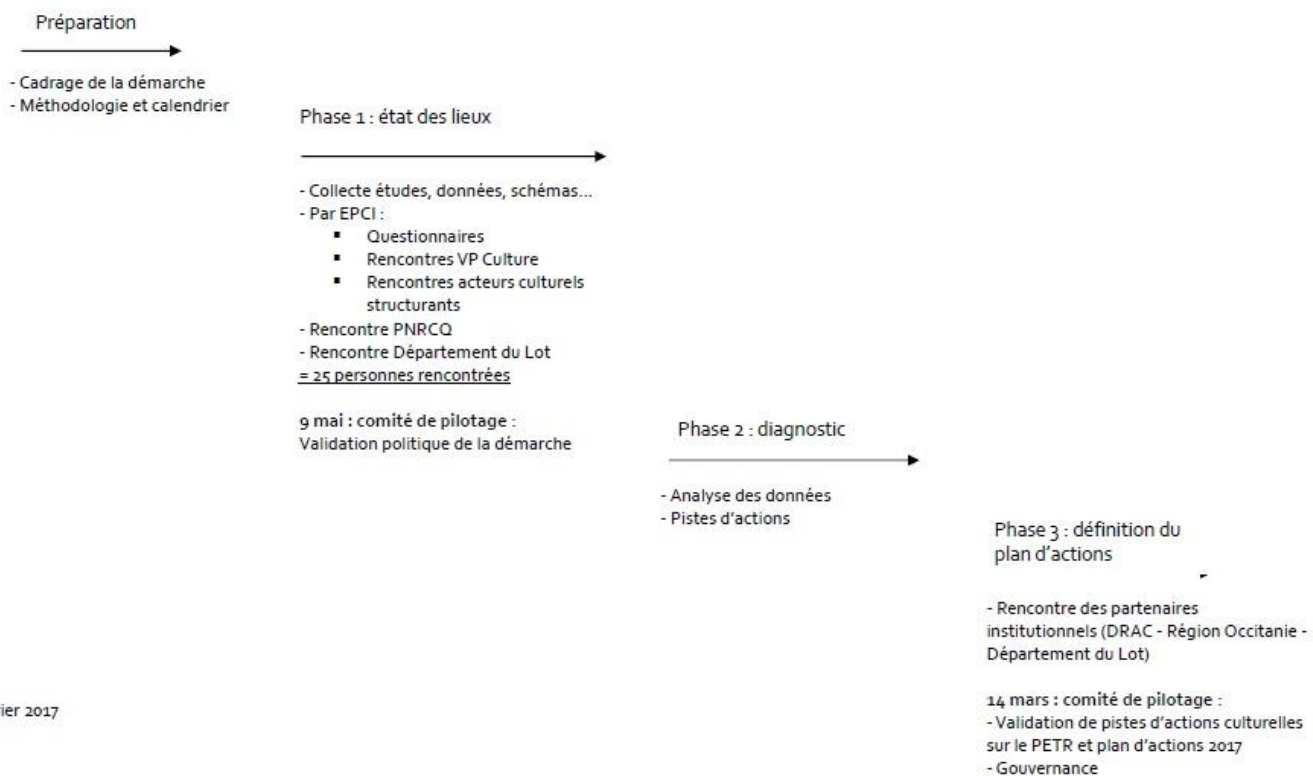 Préparation
- Cadrage de la démarche
- Méthodologie et calendrier
Phase 1 : état des lieux
- Collecte études, données, schémas...
- Par EPCI :
▪ Questionnaires
▪ Rencontres VP Culture
▪ Rencontres acteurs culturels
structurants
- Rencontre PNRCQ
- Rencontre Département du Lot
= 25 personnes rencontrées
9 mai : comité de pilotage :
Validation politique de la démarche
Phase 2 : diagnostic
- Analyse des données
- Pistes d'actions
Phase 3 : définition du
plan d'actions
- Rencontre des partenaires
institutionnels (DRAC - Région Occitanie -
Département du Lot)
14 mars : comité de pilotage :
- Validation de pistes d'actions culturelles
sur le PETR et plan d'actions 2017
- Gouvernance
ier 2017